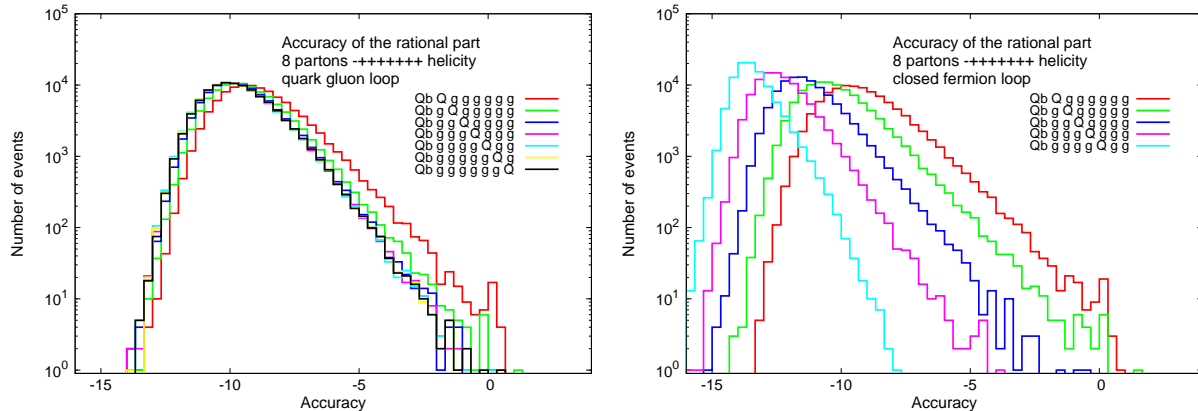 10^5
10^4
10^3
10^2
10^1
10^0
Number of events
Accuracy of the rational part
8 partons -+++++++ helicity
quark gluon loop
Qb Q g g g g g g
Qb g Q g g g g g
Qb g g Q g g g g
Qb g g g Q g g g
Qb g g g g Q g g
Qb g g g g g Q g
Qb g g g g g g Q
-15 -10 -5 0
Accuracy
10^5
10^4
10^3
10^2
10^1
10^0
Number of events
Accuracy of the rational part
8 partons -+++++++ helicity
closed fermion loop
Qb Q g g g g g g
Qb g Q g g g g g
Qb g g Q g g g g
Qb g g g Q g g g
Qb g g g g Q g g
-15 -10 -5 0
Accuracy